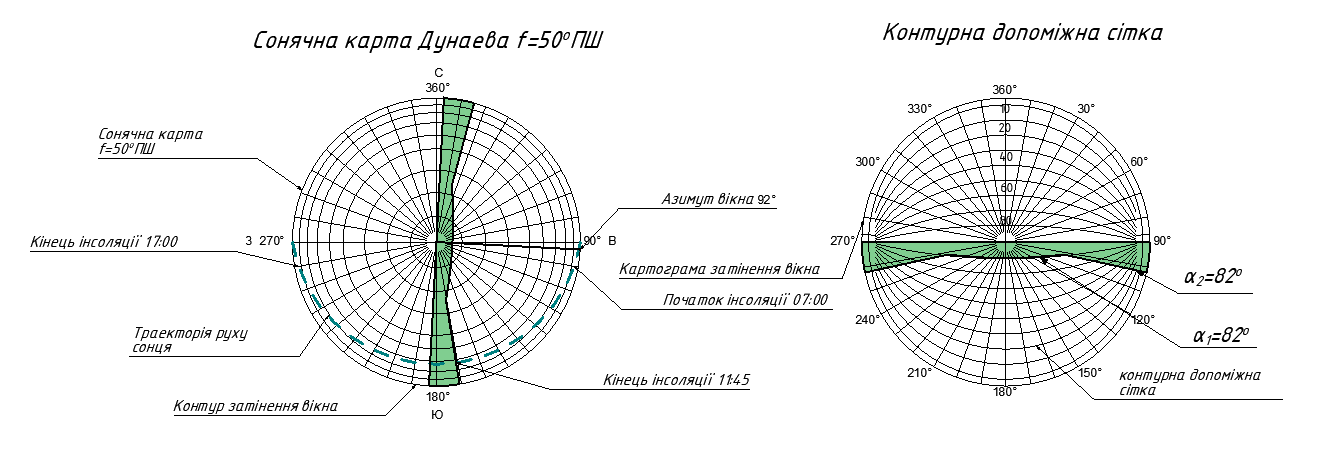 Сонячна карта Дунаева f=50°ПШ
Контурна допоміжна сітка
С
360°
Сонячна карта
f=50°ПШ
Азимут вікна 92°
Кінець інсоляції 17:00
З 270°
90° В
Картограма затінення вікна
Початок інсоляції 07:00
Траекторія руху
сонця
Кінець інсоляції 11:45
Контур затінення вікна
180°
Ю
360°
330°
10
30°
20
300°
40
60°
60
80
270°
90°
α₂=82°
240°
120°
α₁=82°
210°
150°
180°
контурна допоміжна
сітка